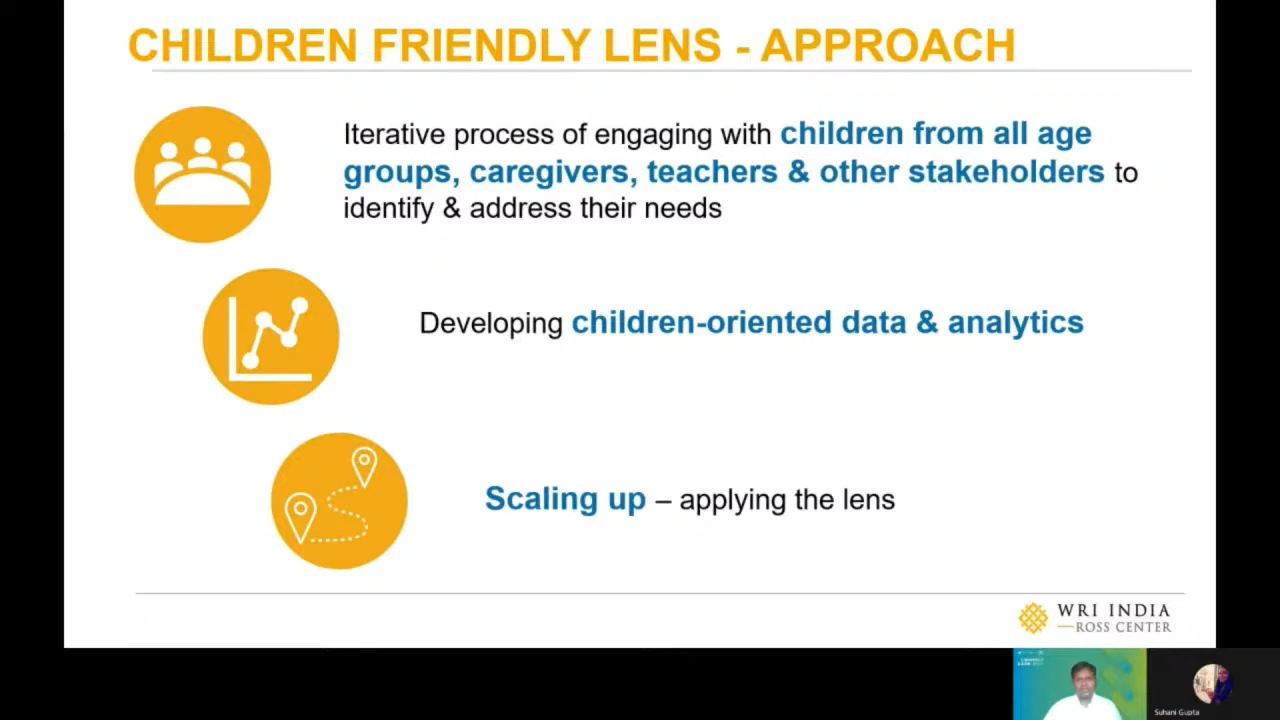 CHILDREN FRIENDLY LENS - APPROACH
Iterative process of engaging with children from all age
groups, caregivers, teachers & other stakeholders to
identify & address their needs
Developing children-oriented data & analytics
Scaling up – applying the lens
WRI INDIA
ROSS CENTER
Suhani Gupta